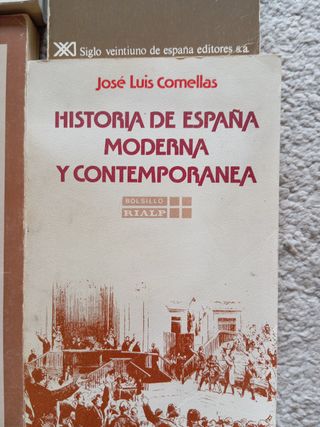 Siglo veintiuno de españa editores s.a.
José Luis Comellas
HISTORIA DE ESPAÑA
MODERNA
Y CONTEMPORANEA
BOLSILLO
RIALP